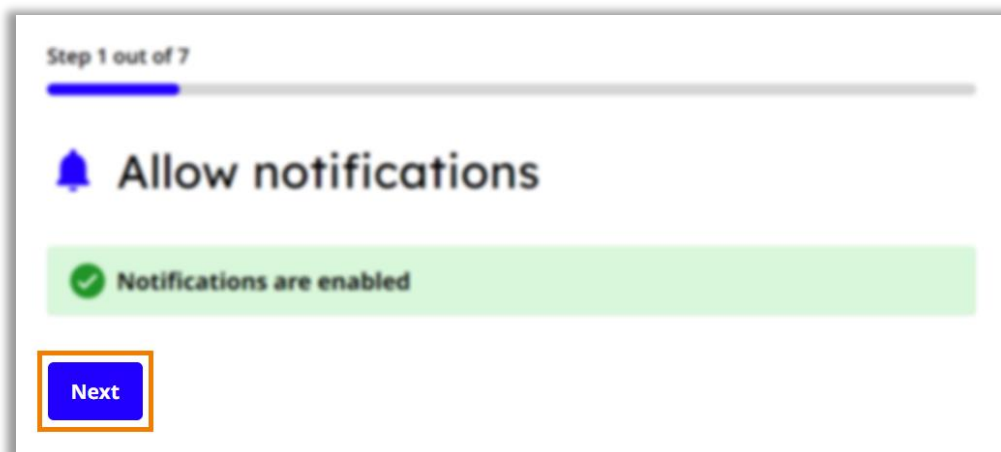 Step 1 out of 7
Allow notifications
Notifications are enabled
Next